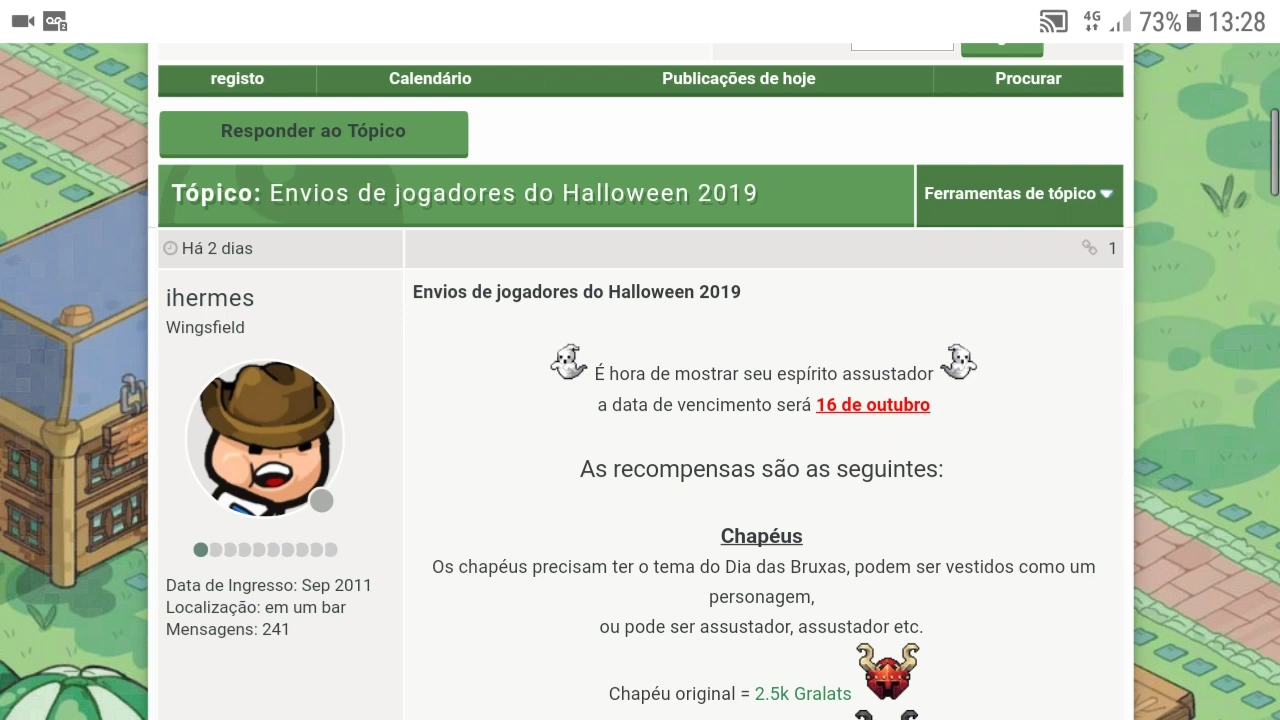 4G 73% 13:28
registo Calendário Publicações de hoje Procurar
Responder ao Tópico
Tópico: Envios de jogadores do Halloween 2019 Ferramentas de tópico
Há 2 dias 1
ihermes
Wingsfield
Data de Ingresso: Sep 2011
Localização: em um bar
Mensagens: 241
Envios de jogadores do Halloween 2019
É hora de mostrar seu espírito assustador
a data de vencimento será 16 de outubro
As recompensas são as seguintes:
Chapéus
Os chapéus precisam ter o tema do Dia das Bruxas, podem ser vestidos como um
personagem,
ou pode ser assustador, assustador etc.
Chapéu original = 2.5k Gralats